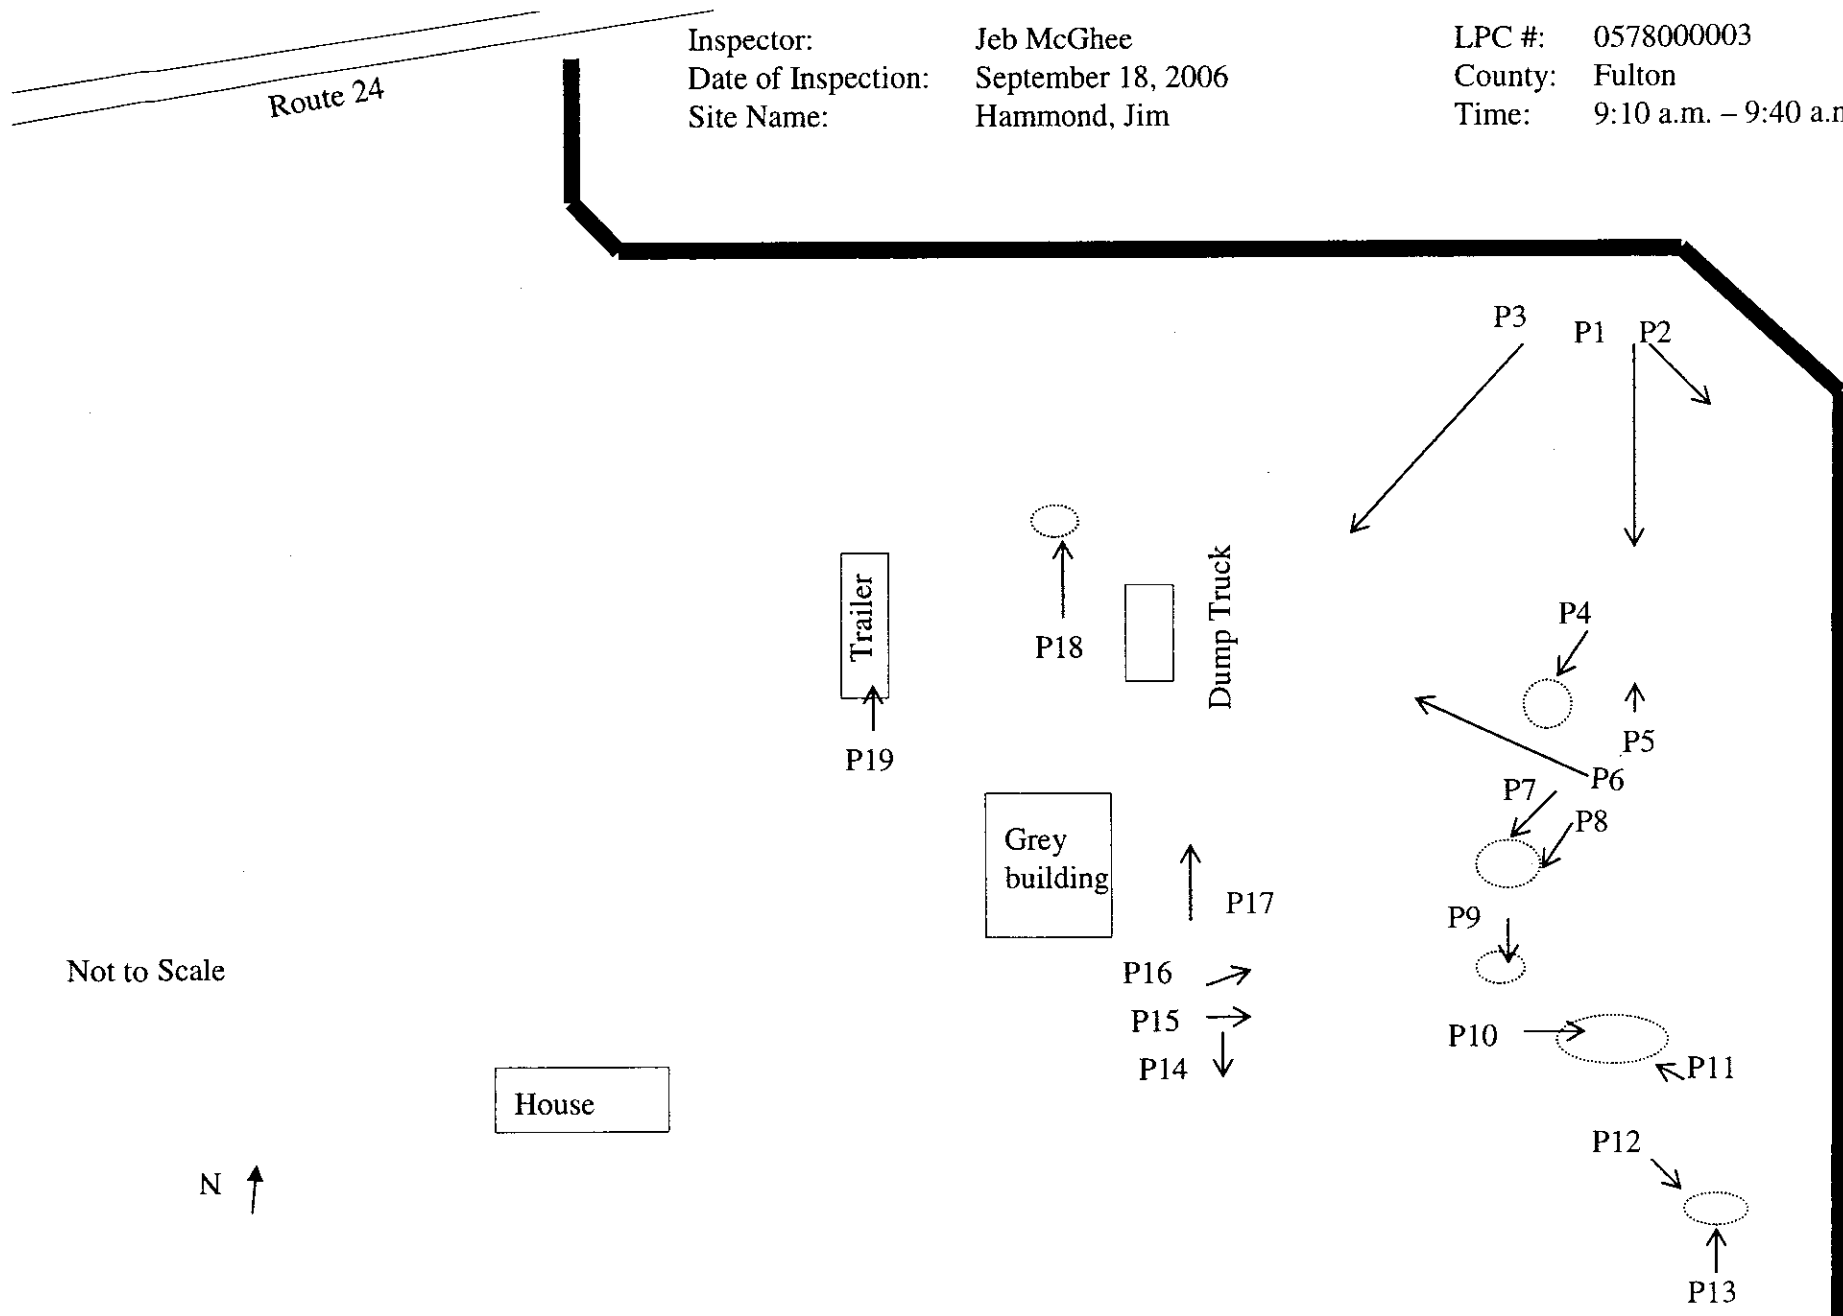 Inspector: Jeb McGhee LPC #: 0578000003
Date of Inspection: September 18, 2006 County: Fulton
Site Name: Hammond, Jim Time: 9:10 a.m. – 9:40 a.m
Route 24
P3
P1 P2
P4
Trailer
Dump Truck
P18
P5
P19
P7 P6
P8
Grey
building
P17
P9
Not to Scale
P16
P15
P10
P14
P11
House
P12
N
P13